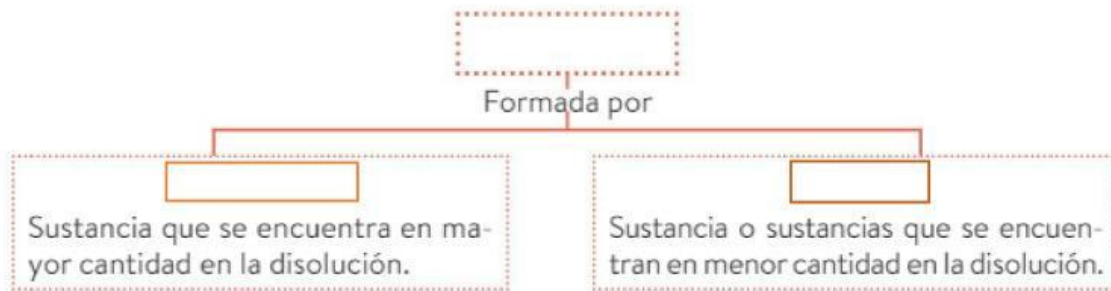 Formada por
Sustancia que se encuentra en ma-
yor cantidad en la disolución.
Sustancia o sustancias que se encuen-
tran en menor cantidad en la disolución.